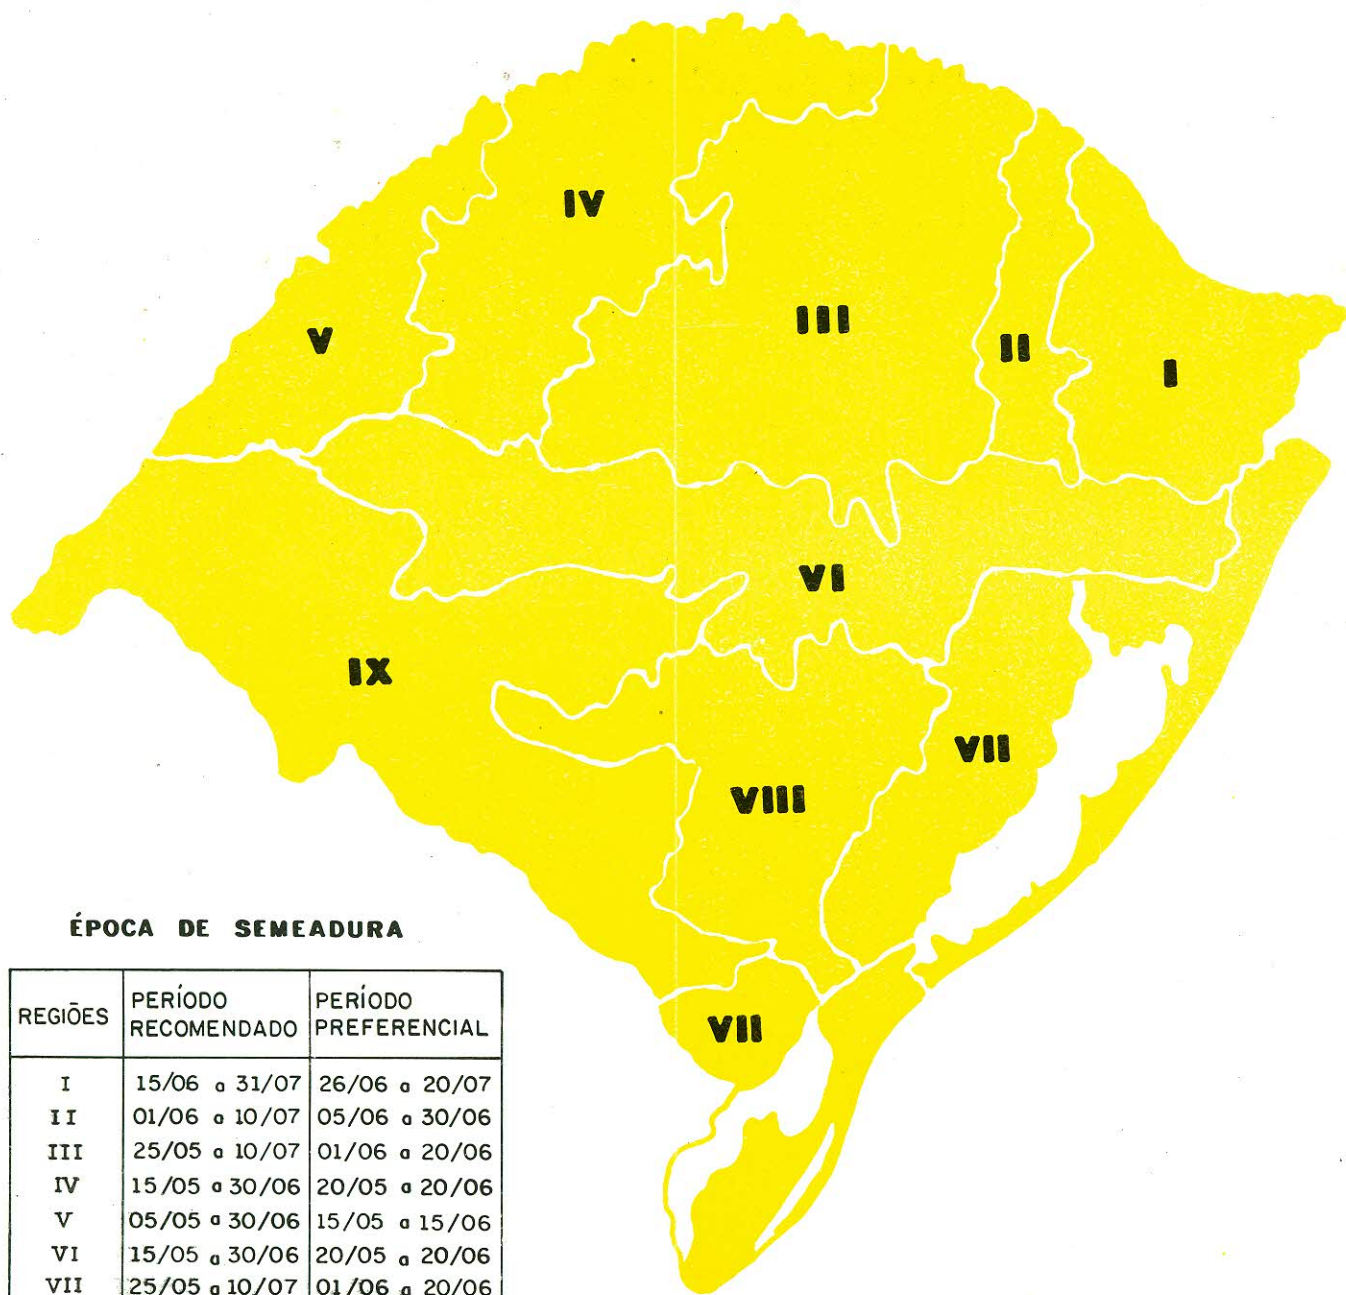 IV
V
III
II
I
VI
IX
VII
VIII
VII
ÉPOCA DE SEMEADURA
REGIÕES PERÍODO RECOMENDADO PERÍODO PREFERENCIAL
I 15/06 a 31/07 26/06 a 20/07
II 01/06 a 10/07 05/06 a 30/06
III 25/05 a 10/07 01/06 a 20/06
IV 15/05 a 30/06 20/05 a 20/06
V 05/05 a 30/06 15/05 a 15/06
VI 15/05 a 30/06 20/05 a 20/06
VII 25/05 a 10/07 01/06 a 20/06